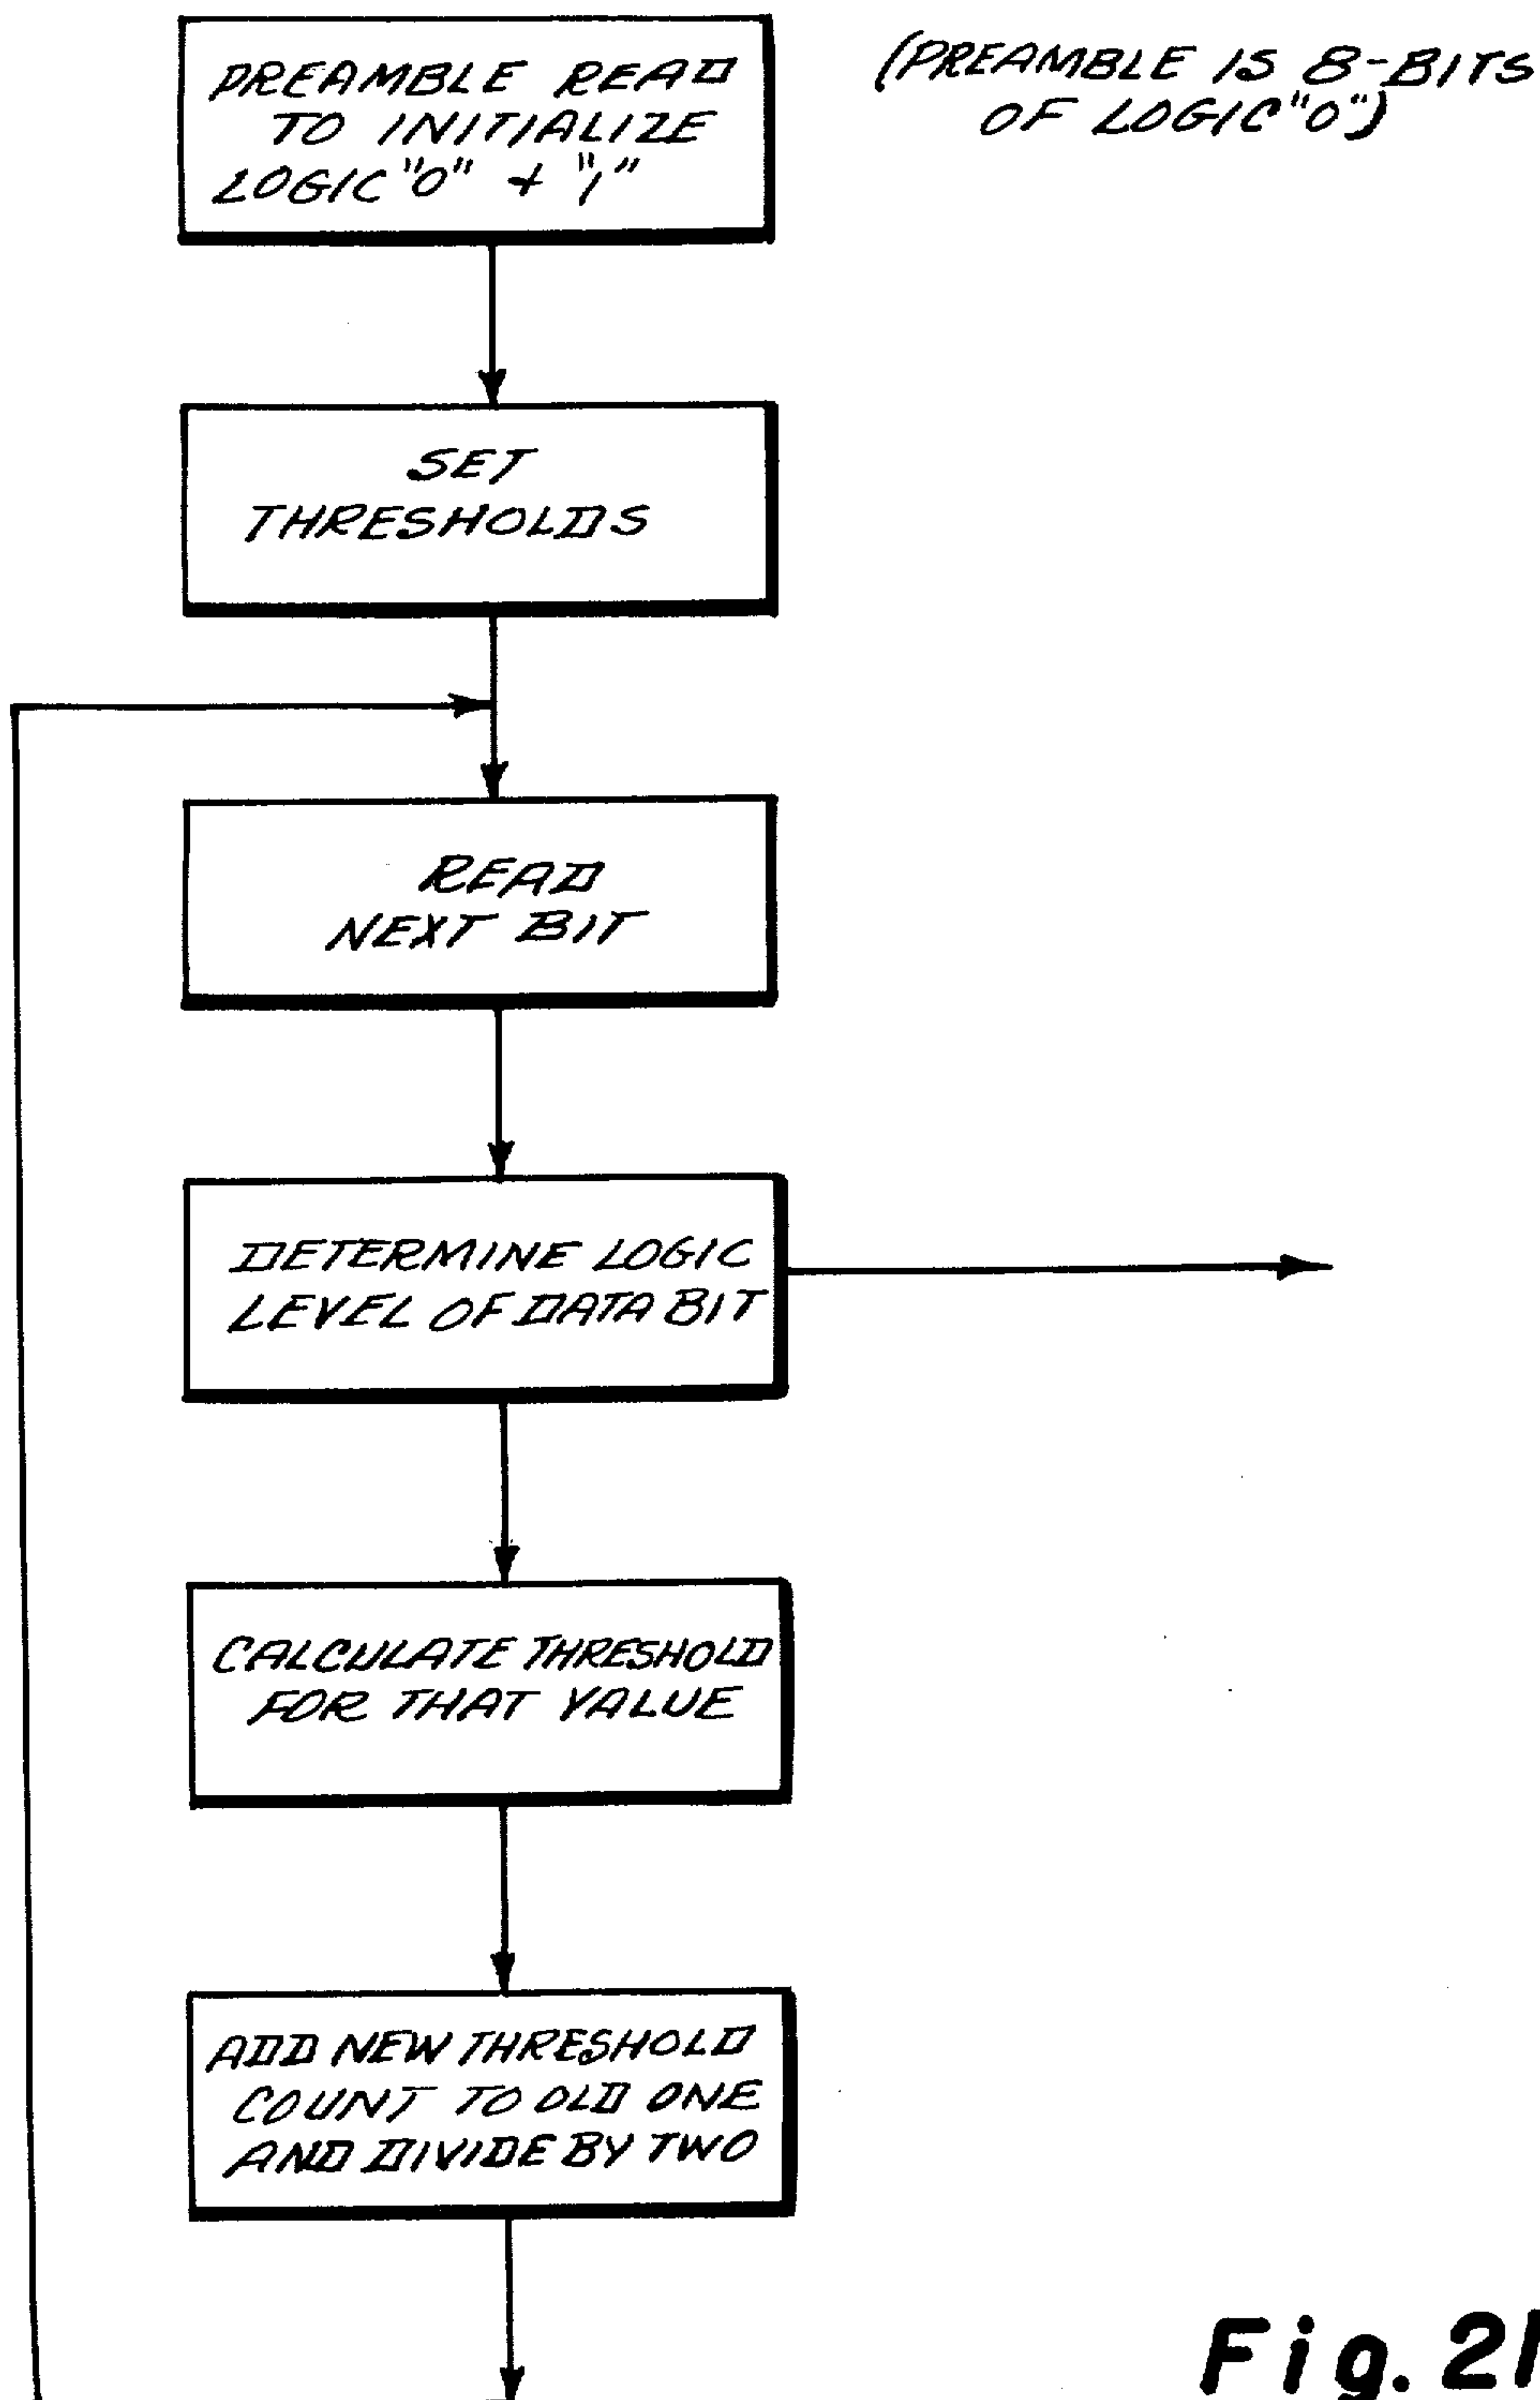 PREAMBLE READ
TO INITIALIZE
LOGIC "0" + "1"
(PREAMBLE IS 8-BITS
OF LOGIC "0")
SET
THRESHOLDS
READ
NEXT BIT
DETERMINE LOGIC
LEVEL OF DATA BIT
CALCULATE THRESHOLD
FOR THAT VALUE
ADD NEW THRESHOLD
COUNT TO OLD ONE
AND DIVIDE BY TWO
Fig. 21